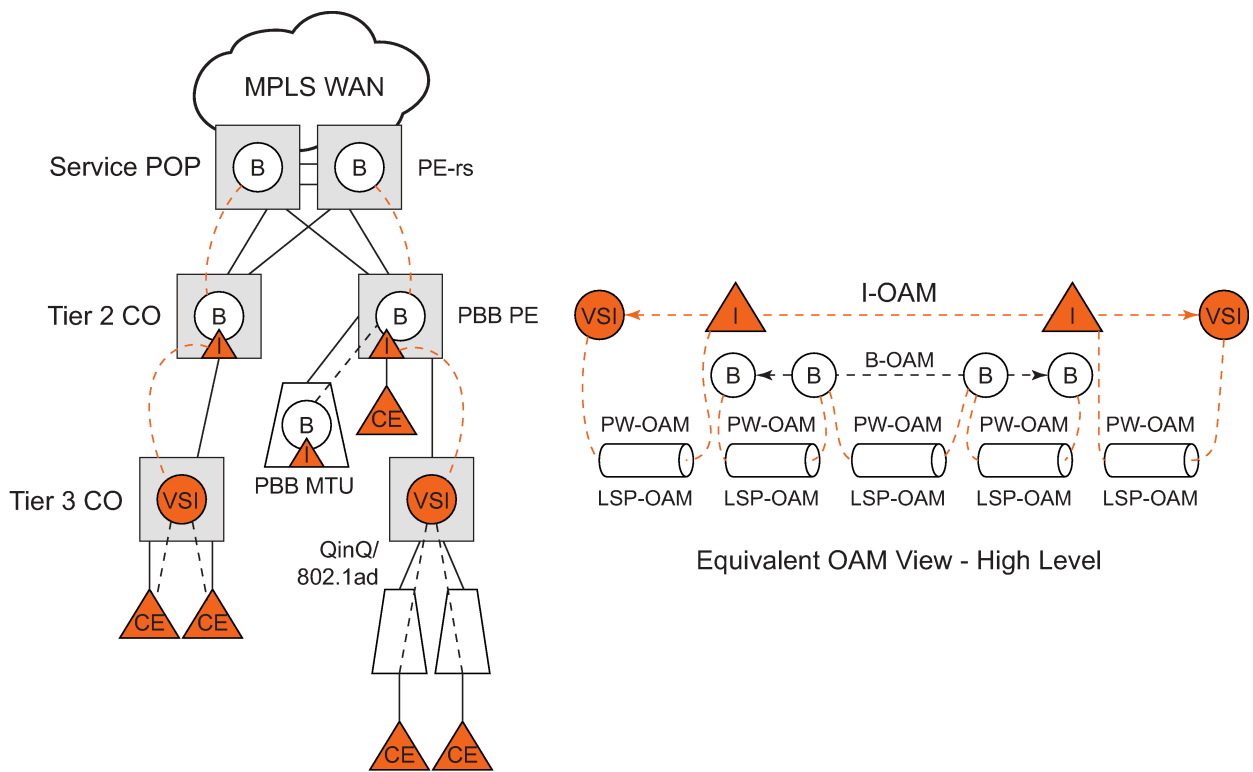 MPLS WAN
Service POP
B
B
PE-rs
Tier 2 CO
B
I
B
I
PBB PE
B
I
PBB MTU
CE
Tier 3 CO
VSI
VSI
QinQ/
802.1ad
CE
CE
CE
CE
I-OAM
VSI
I
I
VSI
B
B
B-OAM
B
B
PW-OAM
PW-OAM
PW-OAM
PW-OAM
PW-OAM
LSP-OAM
LSP-OAM
LSP-OAM
LSP-OAM
LSP-OAM
Equivalent OAM View - High Level